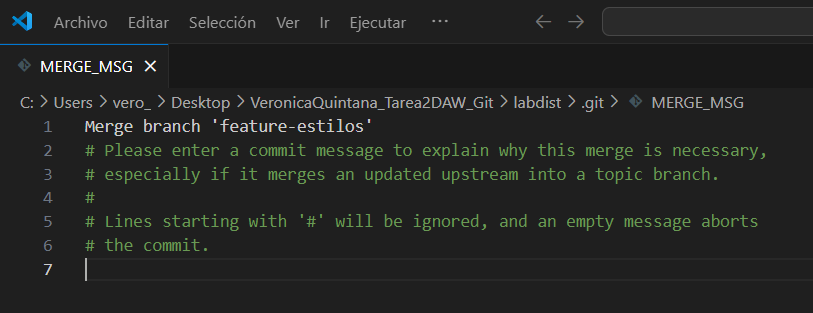 Archivo Editar Selección Ver Ir Ejecutar ···
MERGE_MSG
C: > Users > vero_ > Desktop > VeronicaQuintana_Tarea2DAW_Git > labdist > .git > MERGE_MSG
1 Merge branch 'feature-estilos'
2 # Please enter a commit message to explain why this merge is necessary,
3 # especially if it merges an updated upstream into a topic branch.
4 #
5 # Lines starting with '#' will be ignored, and an empty message aborts
6 # the commit.
7